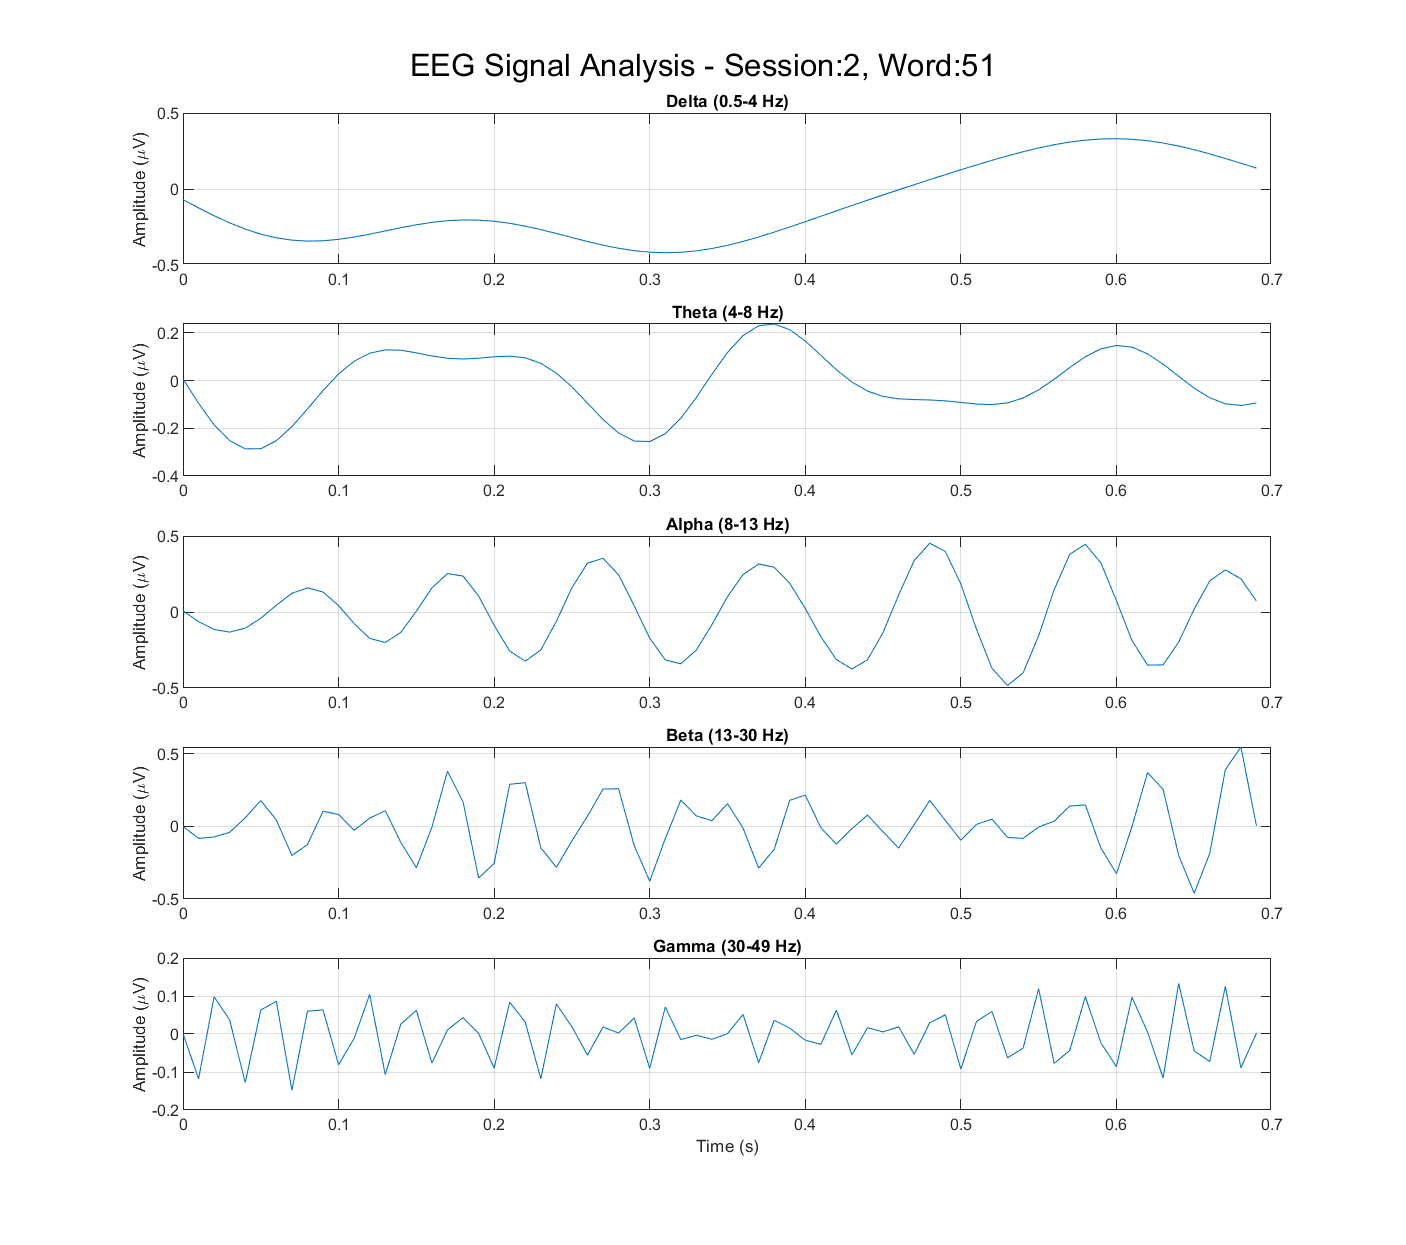 EEG Signal Analysis - Session:2, Word:51
Delta (0.5-4 Hz)
Amplitude (μV)
0.5
0
-0.5
0 0.1 0.2 0.3 0.4 0.5 0.6 0.7
Theta (4-8 Hz)
Amplitude (μV)
0.2
0
-0.2
-0.4
0 0.1 0.2 0.3 0.4 0.5 0.6 0.7
Alpha (8-13 Hz)
Amplitude (μV)
0.5
0
-0.5
0 0.1 0.2 0.3 0.4 0.5 0.6 0.7
Beta (13-30 Hz)
Amplitude (μV)
0.5
0
-0.5
0 0.1 0.2 0.3 0.4 0.5 0.6 0.7
Gamma (30-49 Hz)
Amplitude (μV)
0.2
0.1
0
-0.1
-0.2
0 0.1 0.2 0.3 0.4 0.5 0.6 0.7
Time (s)